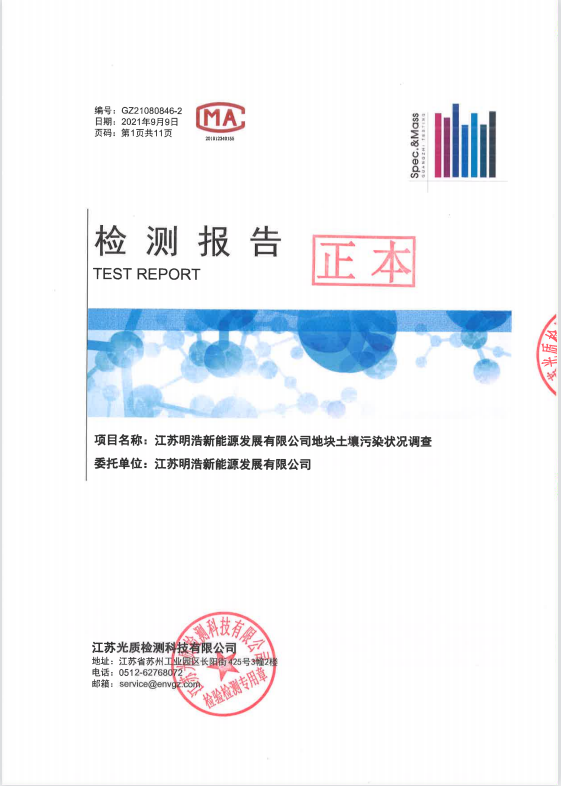 编号：GZ21080846-2
日期：2021年9月9日
页码：第1页共11页
MA
Spec.&Mass
检测报告
TEST REPORT
正本
项目名称：江苏明浩新能源发展有限公司地块土壤污染状况调查
委托单位：江苏明浩新能源发展有限公司
江苏光质检测科技有限公司
地址：江苏省苏州工业园区长阳街425号3幢2楼
电话：0512-62768072
邮箱：service@envgz.com
江苏光质检测科技有限公司
检验检测专用章